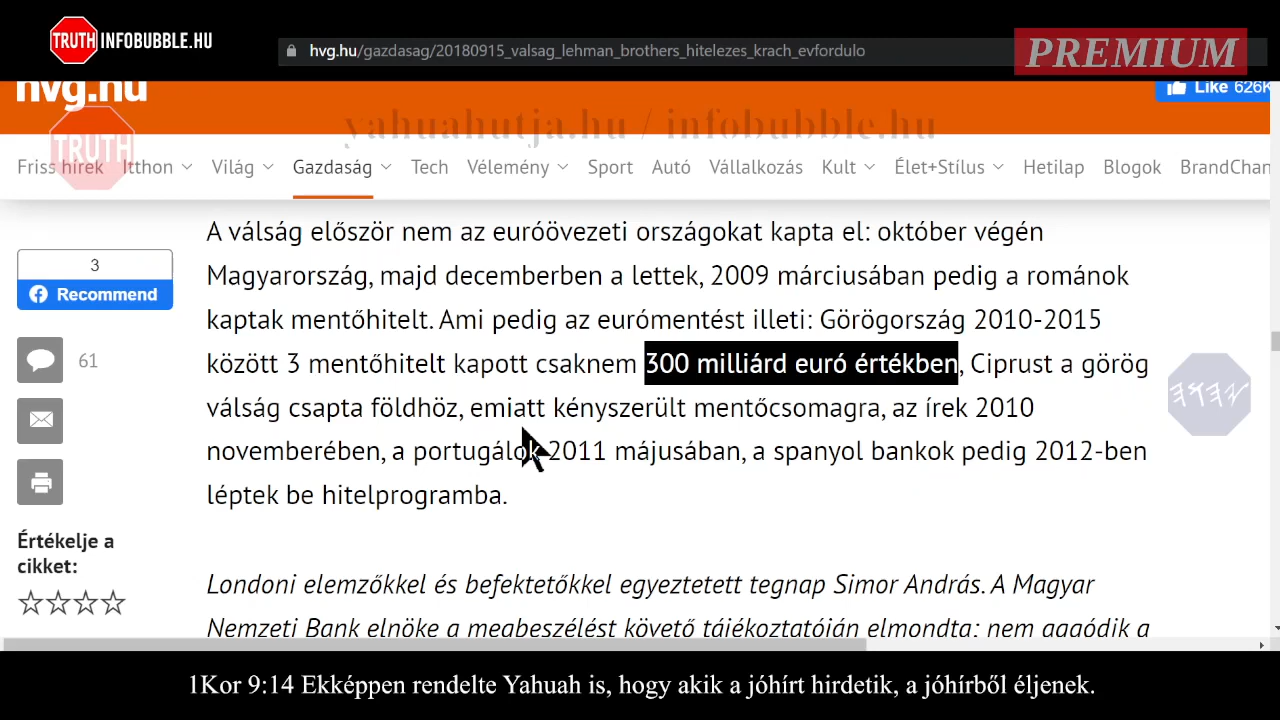 TRUTH INFOBUBBLE.HU
hvg.hu/gazdasag/20180915_valsag_lehman_brothers_hitelezes_krach_evfordulo
PREMIUM
hvg.hu
Like 626K
yahuahutja.hu / infobubble.hu
TRUTH
Friss hírek Itthon Világ Gazdaság Tech Vélemény Sport Autó Vállalkozás Kult Élet+Stílus Hetilap Blogok BrandChan
A válság először nem az euróövezeti országokat kapta el: október végén
Magyarország, majd decemberben a lettek, 2009 márciusában pedig a románok
kaptak mentőhitelt. Ami pedig az eurómentést illeti: Görögország 2010-2015
között 3 mentőhitelt kapott csaknem 300 milliárd euró értékben, Ciprust a görög
válság csapta földhöz, emiatt kényszerült mentőcsomagra, az írek 2010
novemberében, a portugálok 2011 májusában, a spanyol bankok pedig 2012-ben
léptek be hitelprogramba.
3
Recommend
61
Értékelje a
cikket:
Londoni elemzőkkel és befektetőkkel egyeztetett tegnap Simor András. A Magyar
Nemzeti Bank elnöke a megbeszélést követő tájékoztatóján elmondta: nem aggódik a
1Kor 9:14 Ekképpen rendelte Yahuah is, hogy akik a jóhírt hirdetik, a jóhírből éljenek.